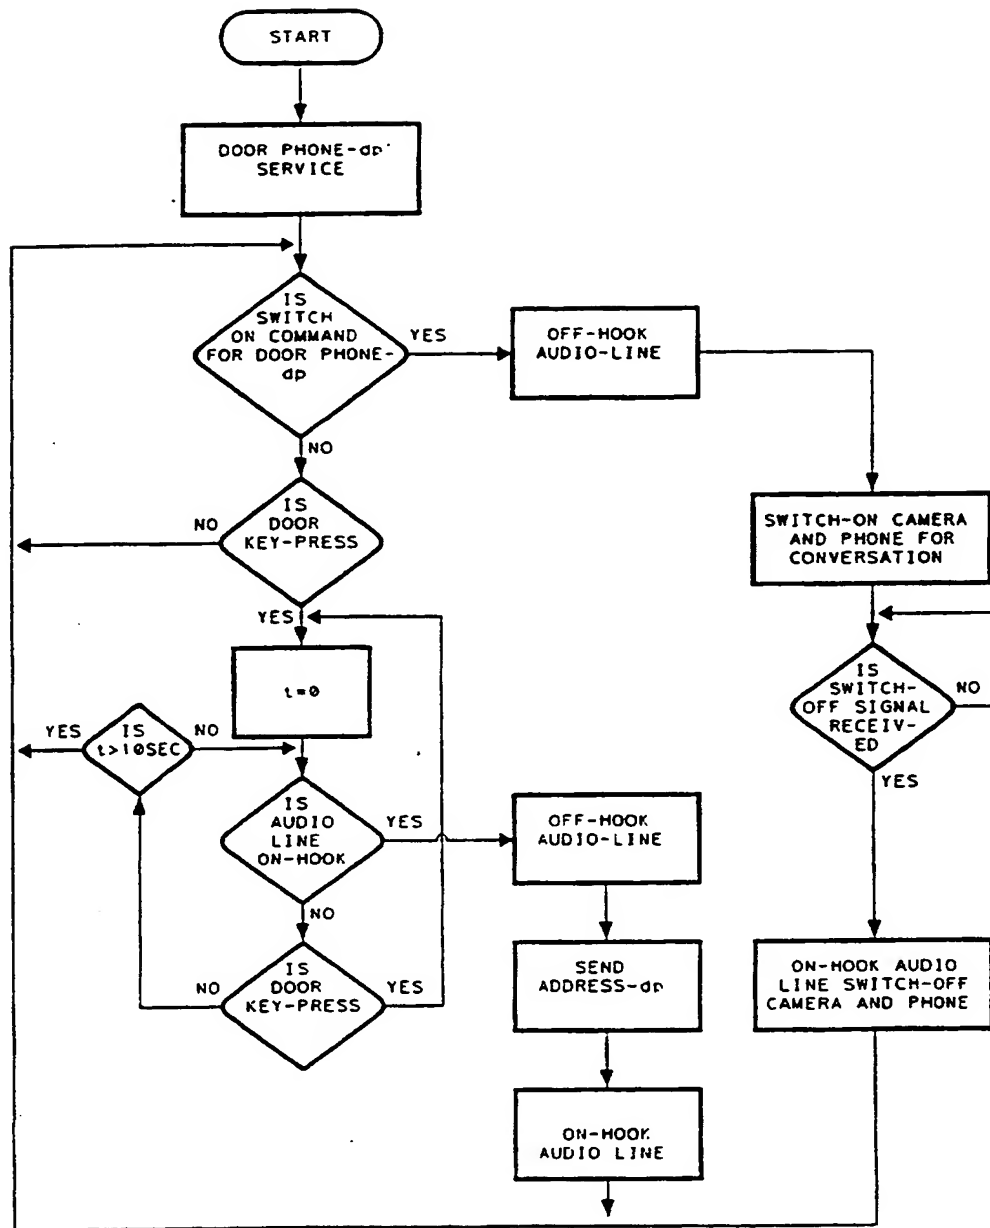 START
DOOR PHONE-dp
SERVICE
IS
SWITCH
ON COMMAND
FOR DOOR PHONE-
dp
YES
OFF-HOOK
AUDIO-LINE
NO
IS
DOOR
KEY-PRESS
NO
SWITCH-ON CAMERA
AND PHONE FOR
CONVERSATION
YES
t=0
IS
SWITCH-
OFF SIGNAL
RECEIV-
ED
NO
YES
YES
IS
t>10SEC
NO
IS
AUDIO
LINE
ON-HOOK
YES
OFF-HOOK
AUDIO-LINE
NO
IS
DOOR
KEY-PRESS
NO
YES
SEND
ADDRESS-dp
ON-HOOK AUDIO
LINE SWITCH-OFF
CAMERA AND PHONE
ON-HOOK
AUDIO LINE